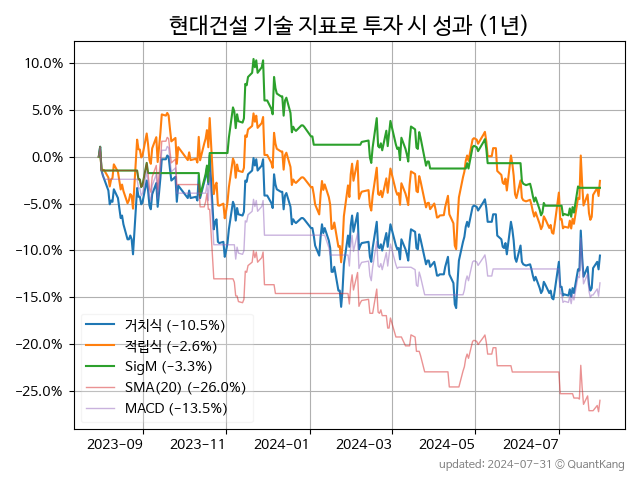 현대건설 기술 지표로 투자 시 성과 (1년)
10.0%
5.0%
0.0%
−5.0%
−10.0%
−15.0%
−20.0%
−25.0%
거치식 (−10.5%)
적립식 (−2.6%)
SigM (−3.3%)
SMA(20) (−26.0%)
MACD (−13.5%)
2023-09 2023-11 2024-01 2024-03 2024-05 2024-07
updated: 2024-07-31 © QuantKang